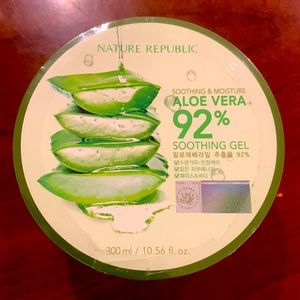 NATURE REPUBLIC
SOOTHING & MOISTURE
ALOE VERA
92%
SOOTHING GEL
알로에베라잎 추출물 92%
300 ml / 10.56 fl. oz.